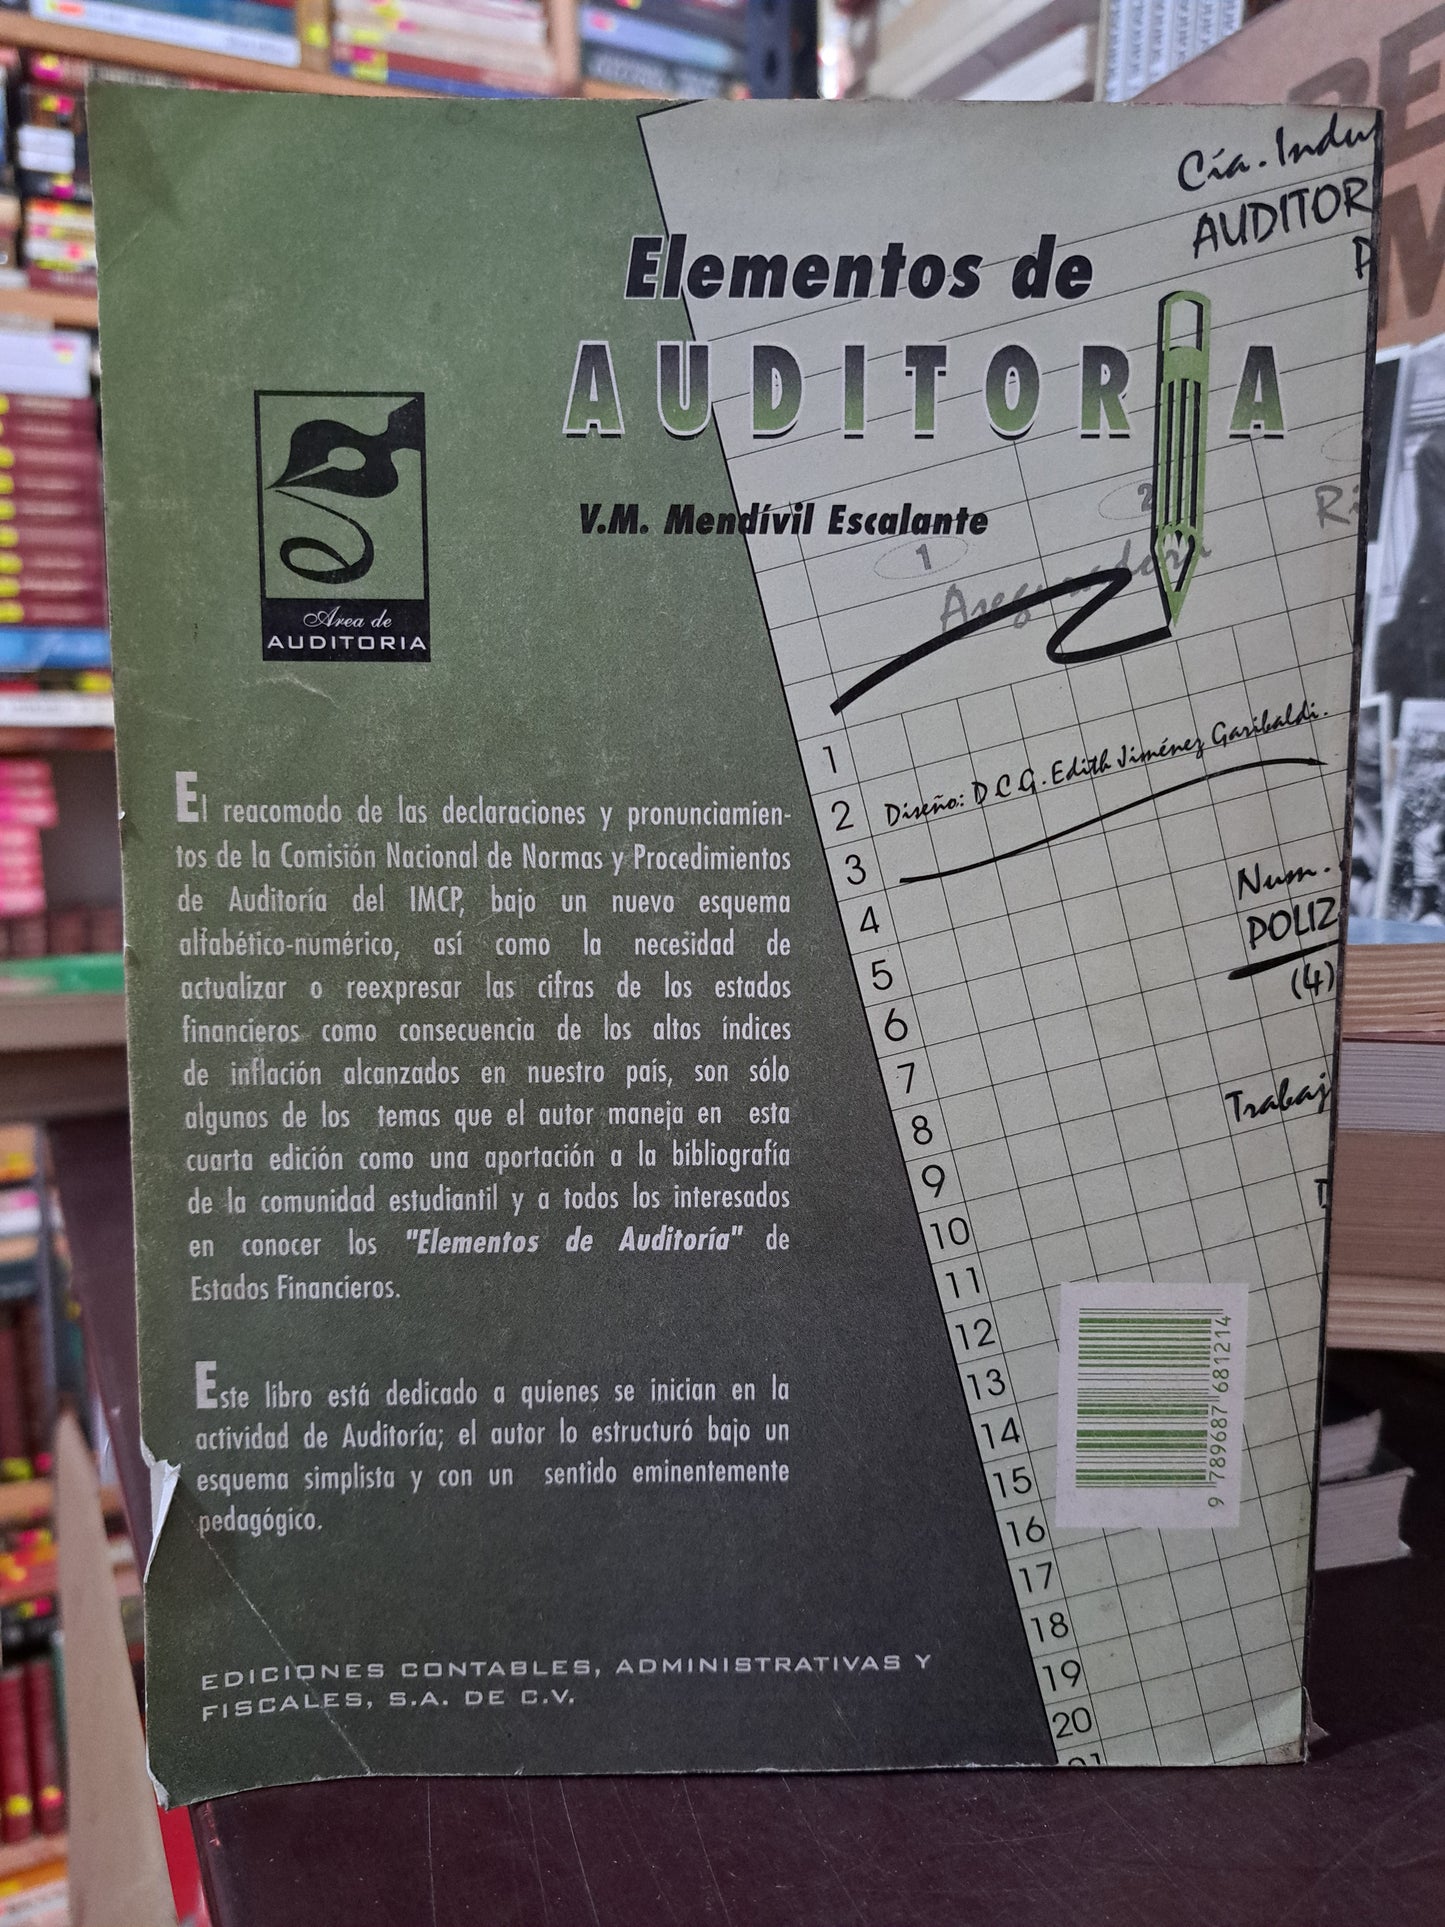 Cía. Indus
AUDITOR
Elementos de
AUDITORIA
V.M. Mendívil Escalante
1
2
Aseguradora
Area de
AUDITORIA
El reacomodo de las declaraciones y pronunciamien-
tos de la Comisión Nacional de Normas y Procedimientos
de Auditoría del IMCP, bajo un nuevo esquema
alfabético-numérico, así como la necesidad de
actualizar o reexpresar las cifras de los estados
financieros como consecuencia de los altos índices
de inflación alcanzados en nuestro país, son sólo
algunos de los temas que el autor maneja en esta
cuarta edición como una aportación a la bibliografía
de la comunidad estudiantil y a todos los interesados
en conocer los "Elementos de Auditoría" de
Estados Financieros.
Este libro está dedicado a quienes se inician en la
actividad de Auditoría; el autor lo estructuró bajo un
esquema simplista y con un sentido eminentemente
pedagógico.
EDICIONES CONTABLES, ADMINISTRATIVAS Y
FISCALES, S.A. DE C.V.
Diseño: D.C.G. Edith Jiménez Garibaldi.
Num.
POLIZ
(4)
Trabaj
1
2
3
4
5
6
7
8
9
10
11
12
13
14
15
16
17
18
19
20
21
9 789687 681214